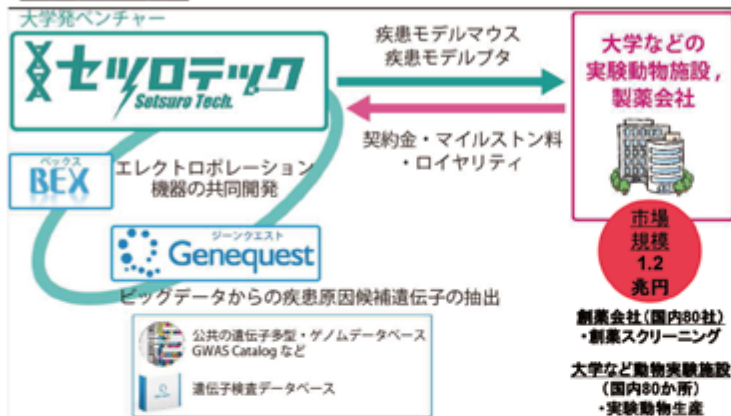 大学発ベンチャー
セツロテック
Setsuro Tech.
疾患モデルマウス
疾患モデルブタ
契約金・マイルストン料
・ロイヤリティ
大学などの
実験動物施設,
製薬会社
ベックス
BEX
エレクトロポレーション
機器の共同開発
ジーンクエスト
Genequest
ビッグデータからの疾患原因候補遺伝子の抽出
公共の遺伝子多型・ゲノムデータベース
GWAS Catalog など
遺伝子検査データベース
市場
規模
1.2
兆円
創薬会社(国内80社)
・創薬スクリーニング
大学など動物実験施設
(国内80か所)
・実験動物生産